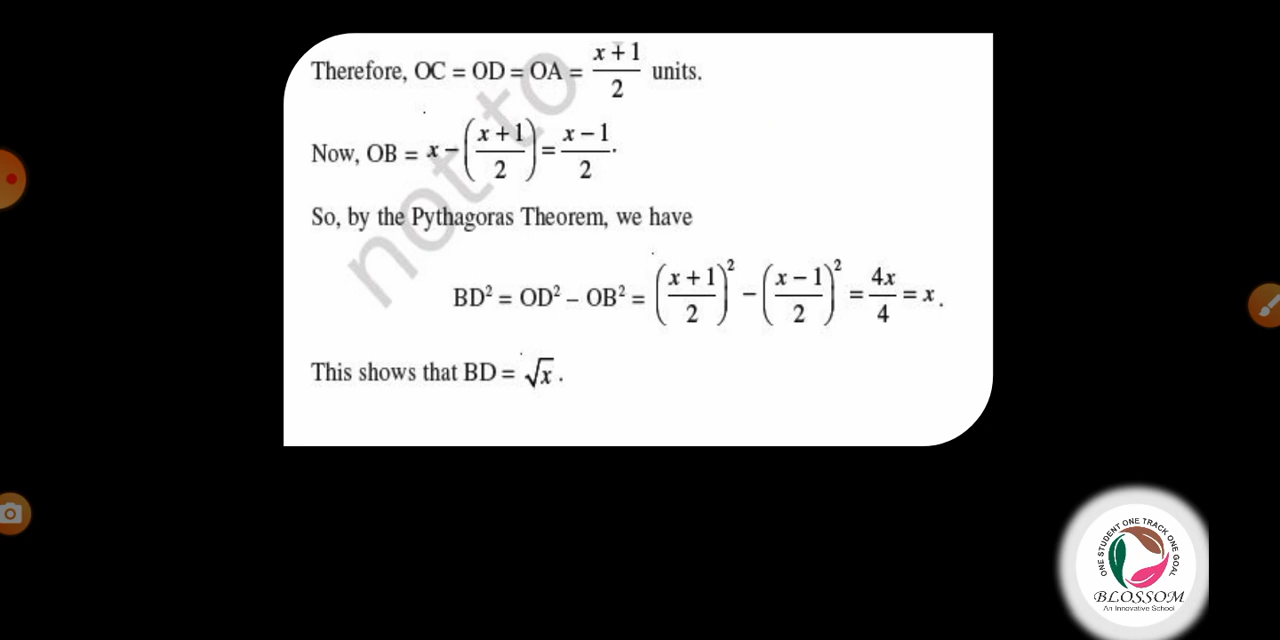 Therefore, OC = OD = OA = (x + 1)/2 units.
Now, OB = x − ((x + 1)/2) = (x − 1)/2.
So, by the Pythagoras Theorem, we have
BD² = OD² − OB² = ((x + 1)/2)² − ((x − 1)/2)² = 4x/4 = x.
This shows that BD = √x.
not to
ONE STUDENT ONE TRACK ONE GOAL
BLOSSOM
An Innovative School